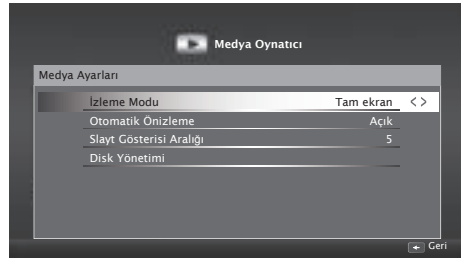 Medya Oynatıcı
Medya Ayarları
İzleme Modu Tam ekran < >
Otomatik Önizleme Açık
Slayt Gösterisi Aralığı 5
Disk Yönetimi
Geri